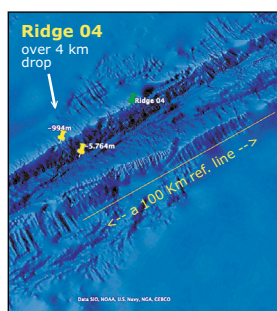 Ridge 04
over 4 km
drop
Ridge 04
-994m
-5.764m
<-- a 100 Km ref. line -->
Data SIO, NOAA, U.S. Navy, NGA, GEBCO